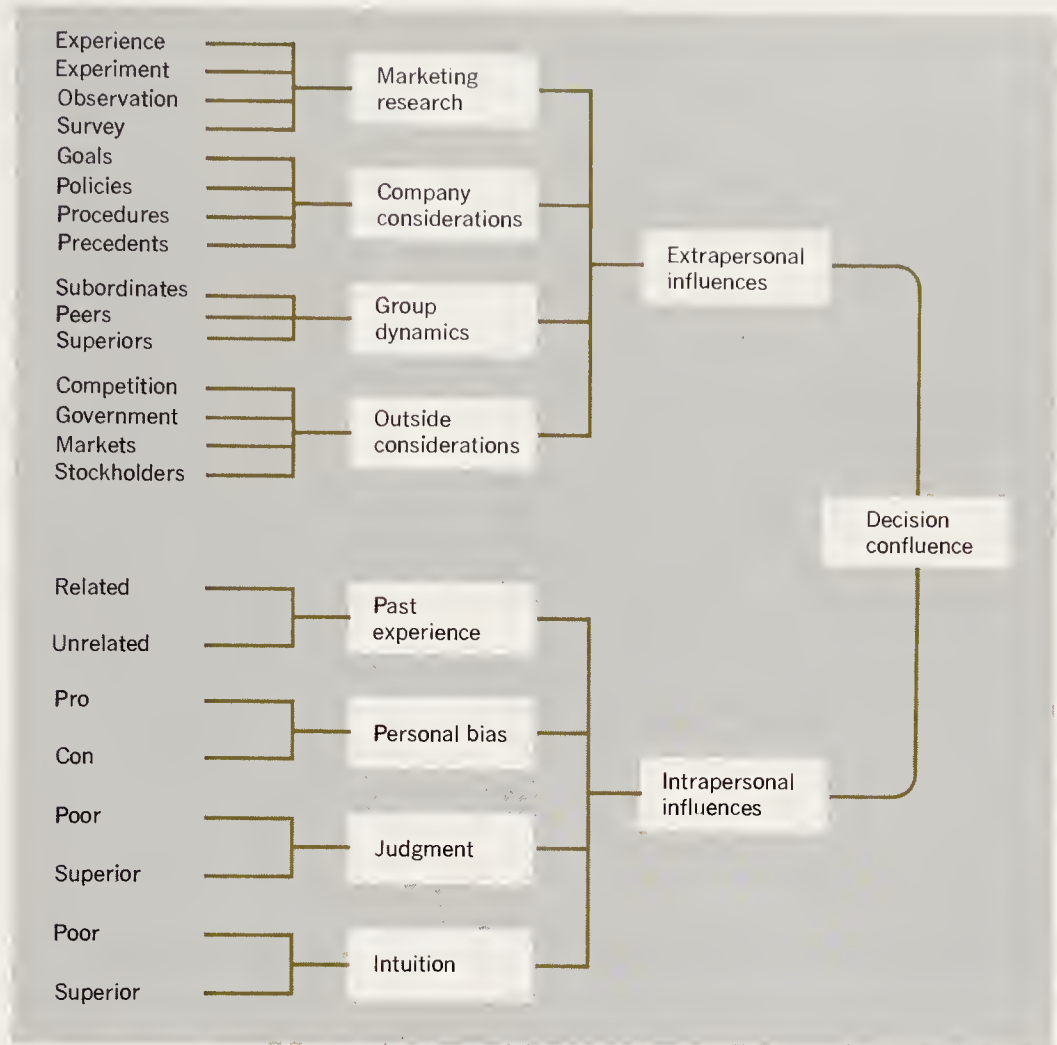 Experience
Experiment
Observation
Survey
Marketing
research
Goals
Policies
Procedures
Precedents
Company
considerations
Subordinates
Peers
Superiors
Group
dynamics
Competition
Government
Markets
Stockholders
Outside
considerations
Extrapersonal
influences
Related
Unrelated
Past
experience
Pro
Con
Personal bias
Poor
Superior
Judgment
Poor
Superior
Intuition
Intrapersonal
influences
Decision
confluence